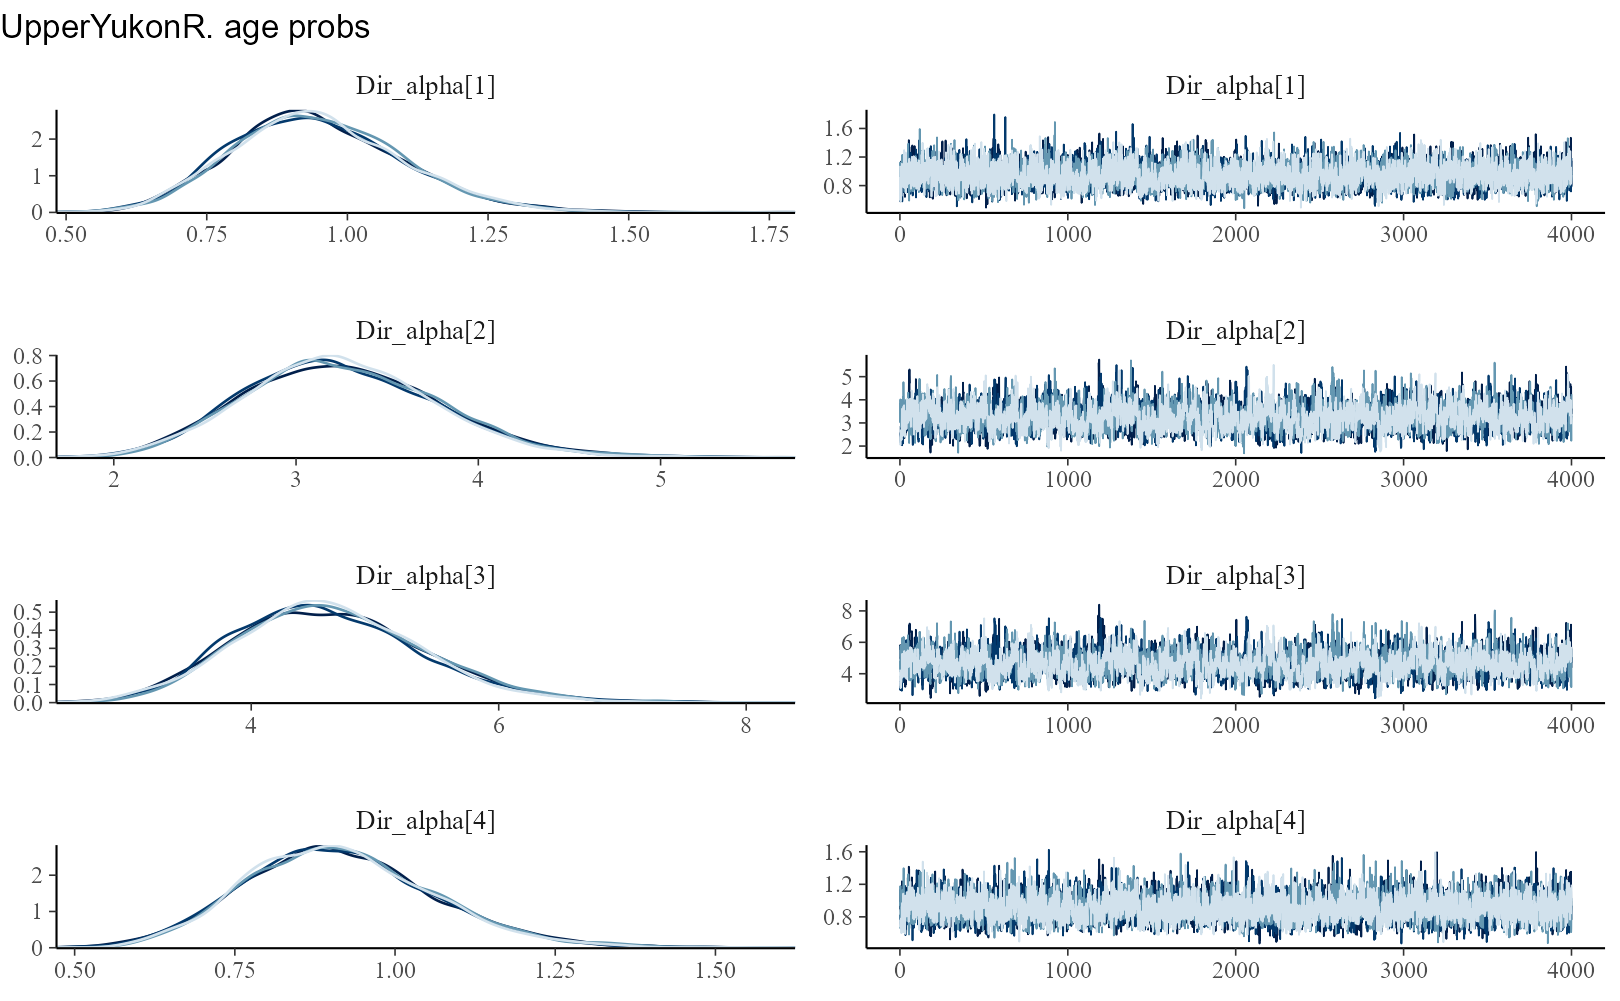 UpperYukonR. age probs
Dir_alpha[1]
2
1
0
0.50 0.75 1.00 1.25 1.50 1.75
Dir_alpha[1]
1.6
1.2
0.8
0 1000 2000 3000 4000
Dir_alpha[2]
0.8
0.6
0.4
0.2
0.0
2 3 4 5
Dir_alpha[2]
5
4
3
2
0 1000 2000 3000 4000
Dir_alpha[3]
0.5
0.4
0.3
0.2
0.1
0.0
4 6 8
Dir_alpha[3]
8
6
4
0 1000 2000 3000 4000
Dir_alpha[4]
2
1
0
0.50 0.75 1.00 1.25 1.50
Dir_alpha[4]
1.6
1.2
0.8
0 1000 2000 3000 4000